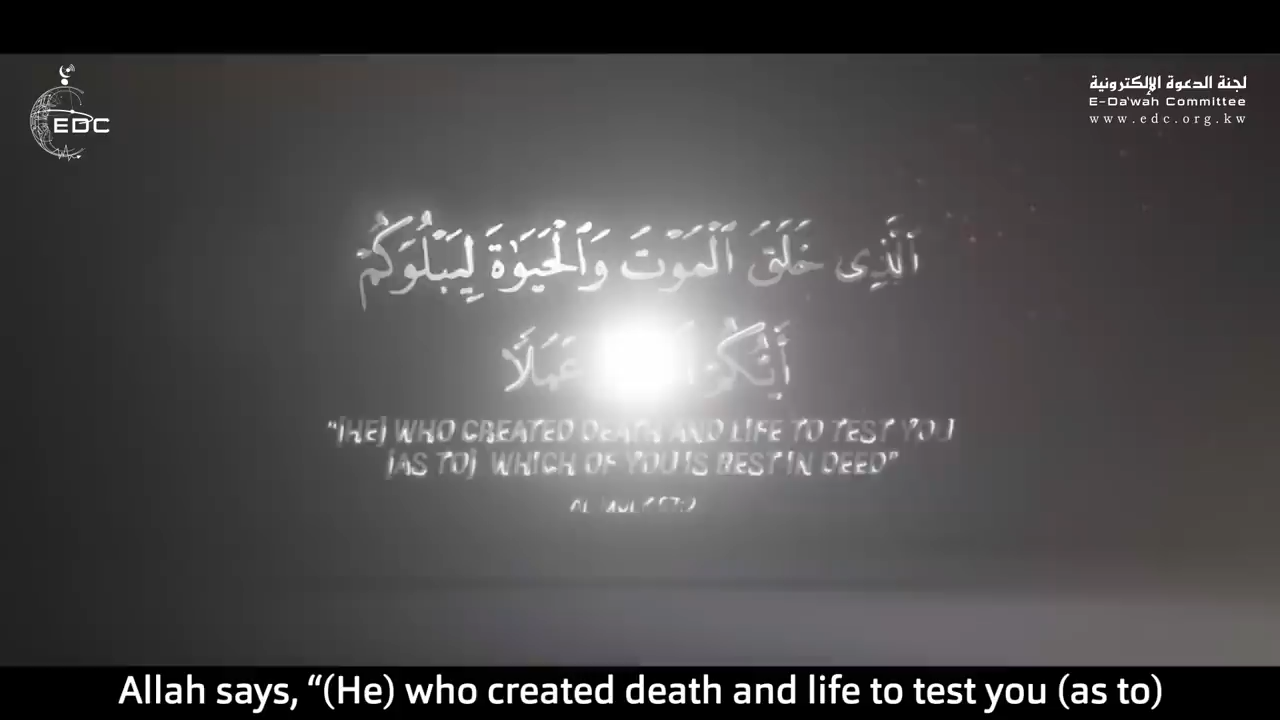 EDC
لجنة الدعوة الإلكترونية
E-Da'wah Committee
www.edc.org.kw
ٱلَّذِى خَلَقَ ٱلْمَوْتَ وَٱلْحَيَوٰةَ لِيَبْلُوَكُمْ
أَيُّكُمْ عَمَلًا
"[HE] WHO CREATED DEATH AND LIFE TO TEST YOU
[AS TO] WHICH OF YOU IS BEST IN DEED"
Allah says, “(He) who created death and life to test you (as to)